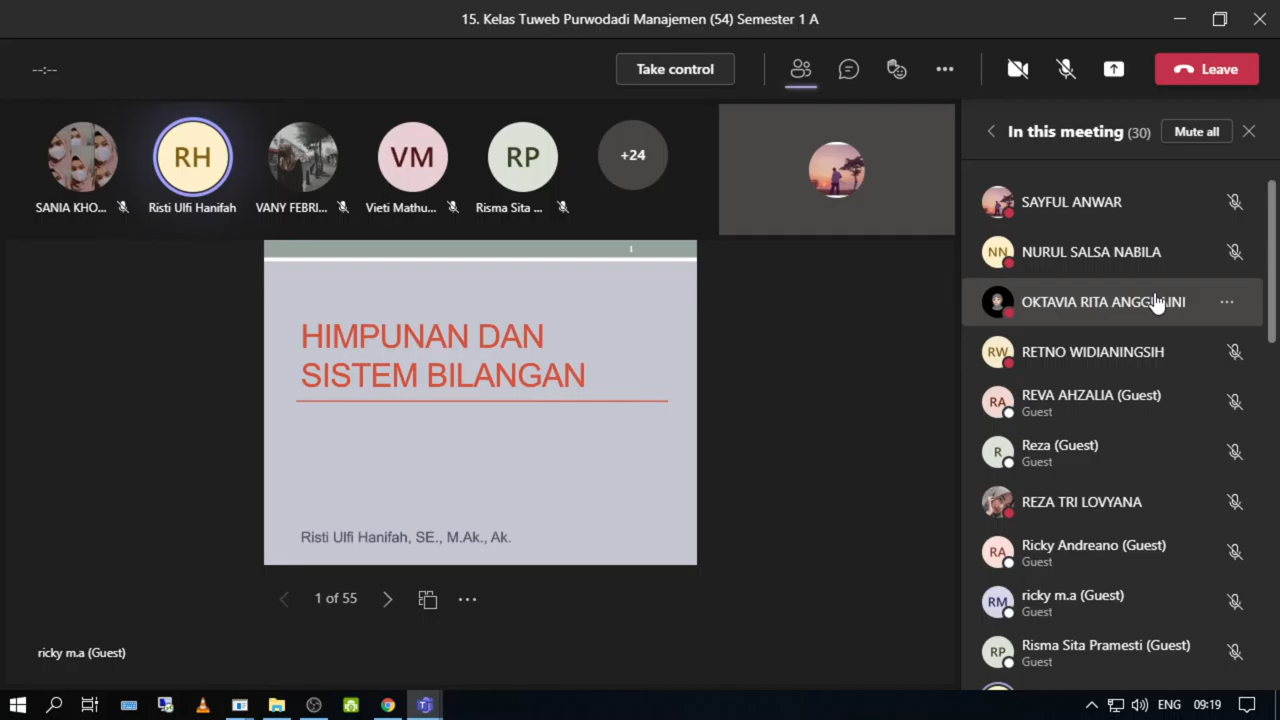 15. Kelas Tuweb Purwodadi Manajemen (54) Semester 1 A
--:--
Take control
Leave
RH
VM
RP
+24
SANIA KHO...
Risti Ulfi Hanifah
VANY FEBRI...
Vieti Mathu...
Risma Sita ...
1
HIMPUNAN DAN
SISTEM BILANGAN
Risti Ulfi Hanifah, SE., M.Ak., Ak.
1 of 55
ricky m.a (Guest)
In this meeting (30)
Mute all
SAYFUL ANWAR
NN
NURUL SALSA NABILA
OKTAVIA RITA
RW
RETNO WIDIANINGSIH
RA
REVA AHZALIA (Guest)
Guest
R
Reza (Guest)
Guest
REZA TRI LOVYANA
RA
Ricky Andreano (Guest)
Guest
RM
ricky m.a (Guest)
Guest
RP
Risma Sita Pramesti (Guest)
Guest
ENG
09:19